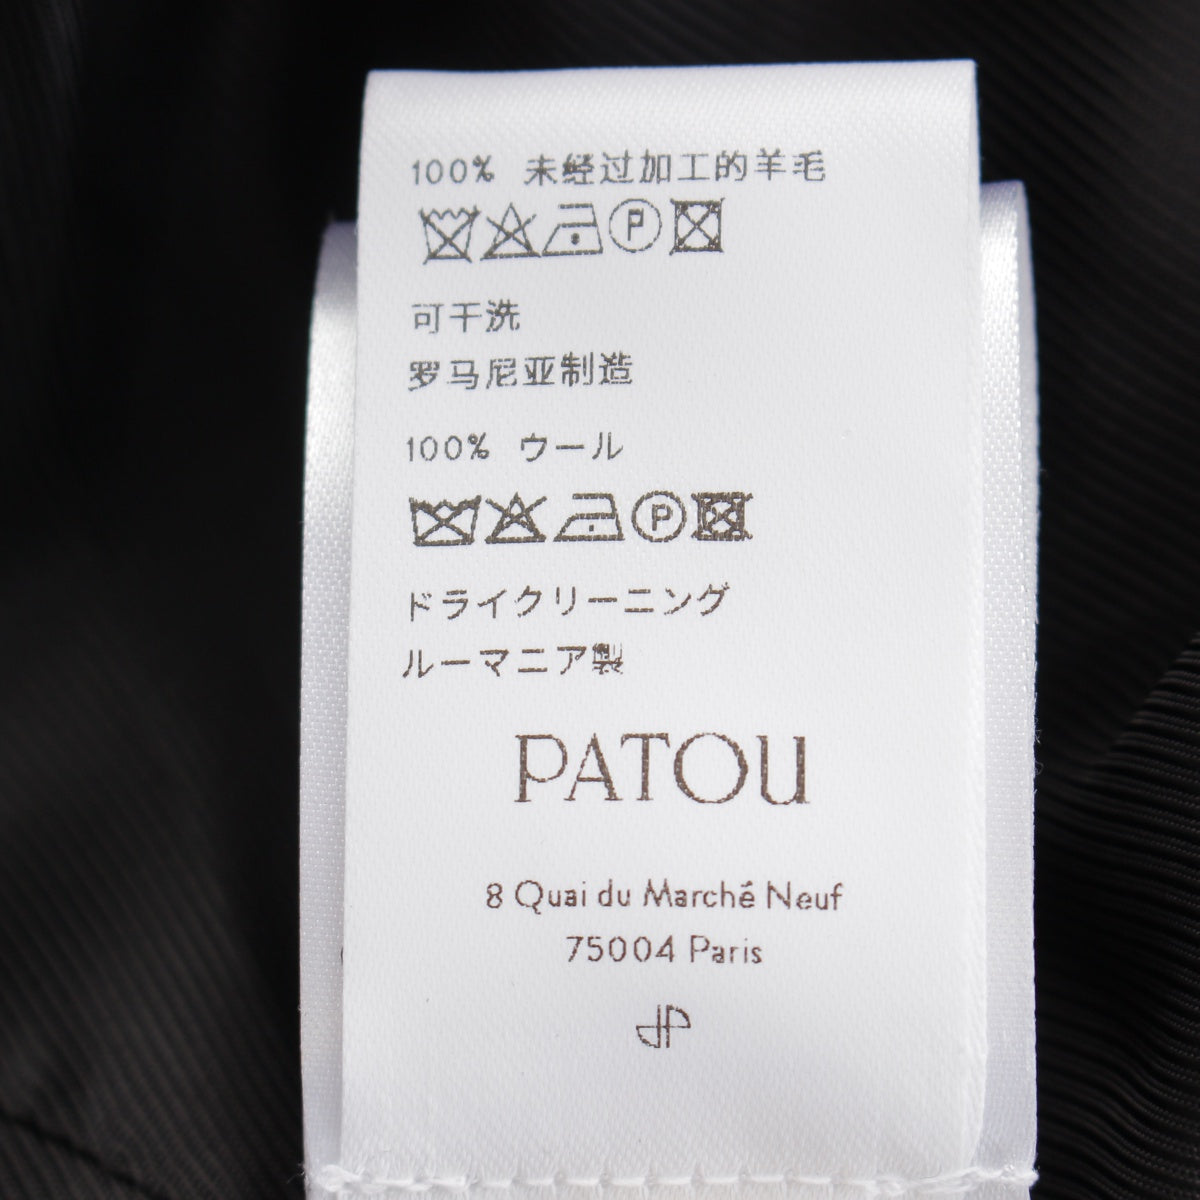 100% 未经过加工的羊毛
P
可干洗
罗马尼亚制造
100% ウール
P
ドライクリーニング
ルーマニア製
PATOU
8 Quai du Marché Neuf
75004 Paris
JP